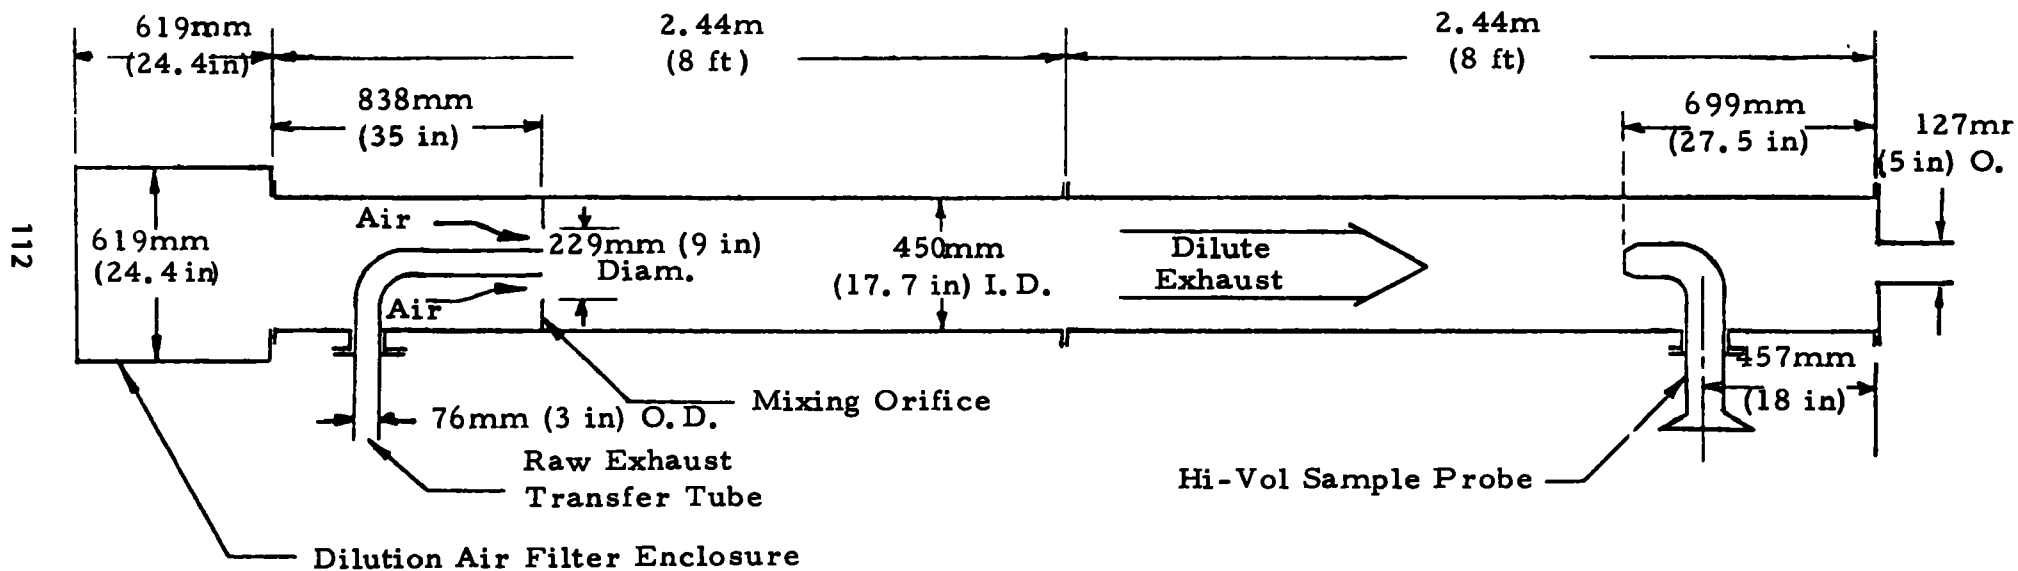 619mm
(24.4in)
2.44m
(8 ft)
2.44m
(8 ft)
838mm
(35 in)
699mm
(27.5 in)
127mr
(5 in) O.
112
619mm
(24.4in)
Air
229mm (9 in)
Diam.
Air
450mm
(17.7 in) I.D.
Dilute
Exhaust
457mm
(18 in)
Mixing Orifice
76mm (3 in) O.D.
Raw Exhaust
Transfer Tube
Hi-Vol Sample Probe
Dilution Air Filter Enclosure